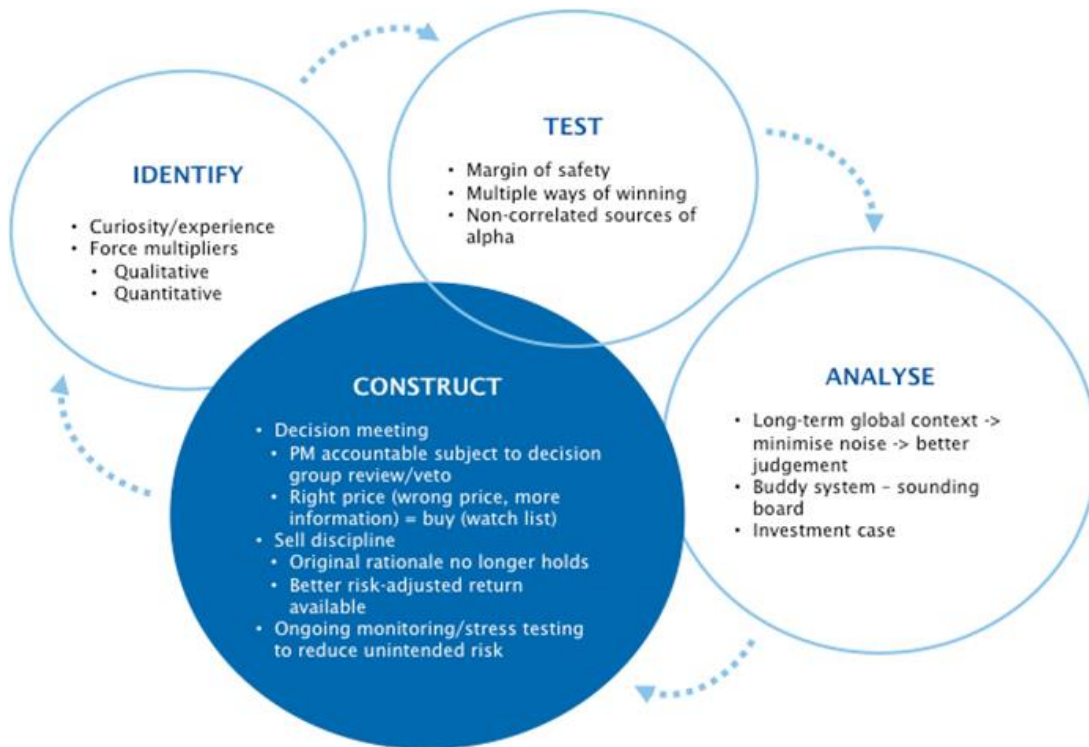 IDENTIFY
• Curiosity/experience
• Force multipliers
• Qualitative
• Quantitative
TEST
• Margin of safety
• Multiple ways of winning
• Non-correlated sources of
alpha
ANALYSE
• Long-term global context ->
minimise noise -> better
judgement
• Buddy system – sounding
board
• Investment case
CONSTRUCT
• Decision meeting
• PM accountable subject to decision
group review/veto
• Right price (wrong price, more
information) = buy (watch list)
• Sell discipline
• Original rationale no longer holds
• Better risk-adjusted return
available
• Ongoing monitoring/stress testing
to reduce unintended risk